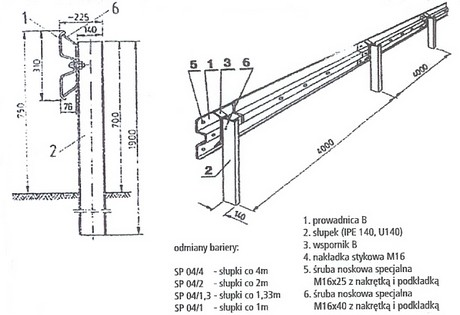 ~225
1
6
140
310
750
76
2
700
1900
5
1
3
6
4000
4000
2
140
1. prowadnica B
2. słupek (IPE 140, U140)
3. wspornik B
4. nakładka stykowa M16
5. śruba noskowa specjalna
M16x25 z nakrętką i podkładką
6. śruba noskowa specjalna
M16x40 z nakrętką i podkładką
odmiany bariery:
SP 04/4 - słupki co 4m
SP 04/2 - słupki co 2m
SP 04/1,3 - słupki co 1,33m
SP 04/1 - słupki co 1m